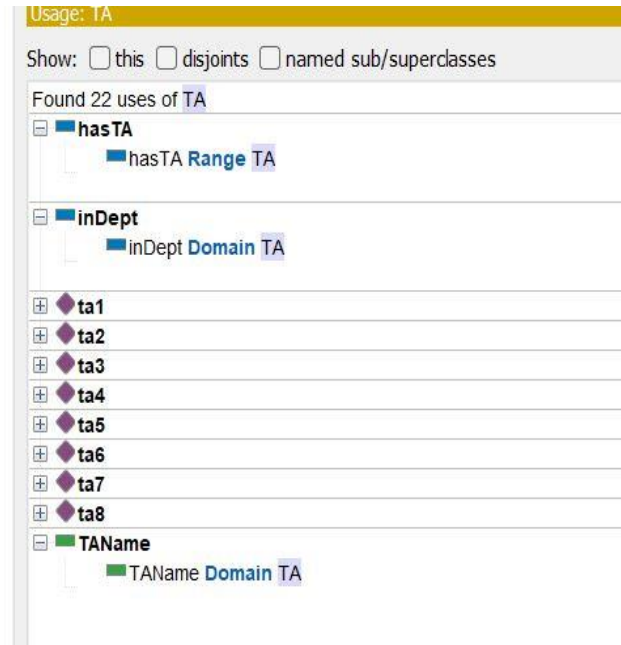 Usage: TA
Show: this disjoints named sub/superclasses
Found 22 uses of TA
hasTA
hasTA Range TA
inDept
inDept Domain TA
ta1
ta2
ta3
ta4
ta5
ta6
ta7
ta8
TAName
TAName Domain TA